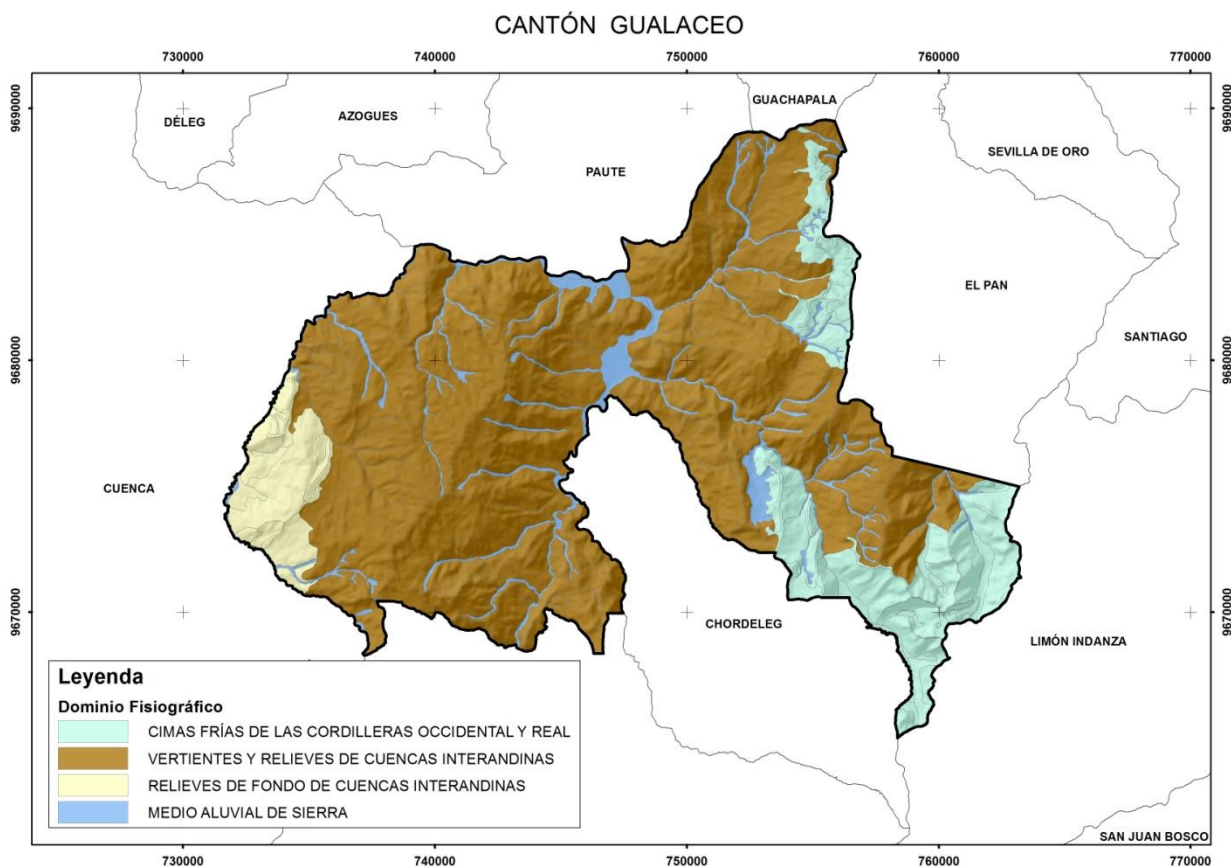 CANTÓN GUALACEO
730000 740000 750000 760000 770000
9690000 9690000
GUACHAPALA
DÉLEG
AZOGUES
SEVILLA DE ORO
PAUTE
EL PAN
SANTIAGO
9680000 9680000
CUENCA
9670000 9670000
CHORDELEG
LIMÓN INDANZA
Leyenda
Dominio Fisiográfico
CIMAS FRÍAS DE LAS CORDILLERAS OCCIDENTAL Y REAL
VERTIENTES Y RELIEVES DE CUENCAS INTERANDINAS
RELIEVES DE FONDO DE CUENCAS INTERANDINAS
MEDIO ALUVIAL DE SIERRA
SAN JUAN BOSCO
730000 740000 750000 760000 770000